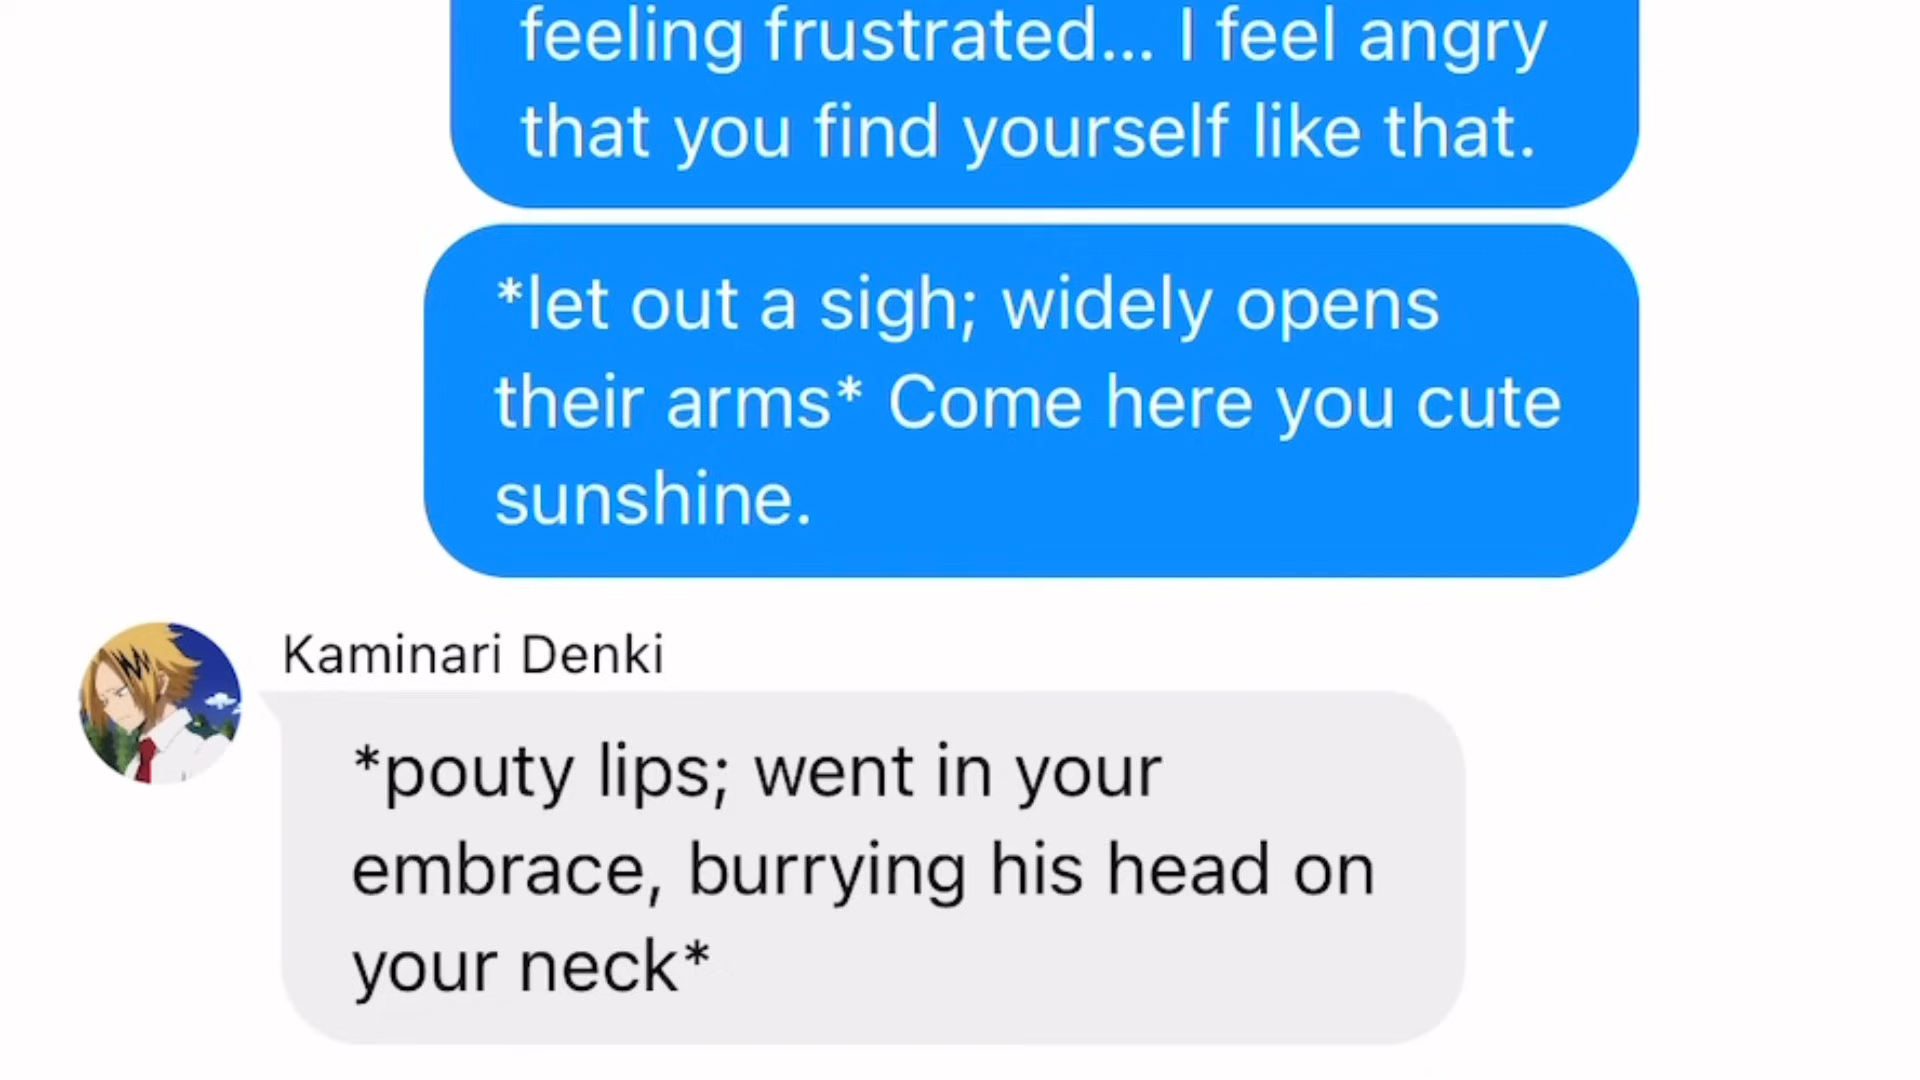 feeling frustrated... I feel angry
that you find yourself like that.
*let out a sigh; widely opens
their arms* Come here you cute
sunshine.
Kaminari Denki
*pouty lips; went in your
embrace, burrying his head on
your neck*